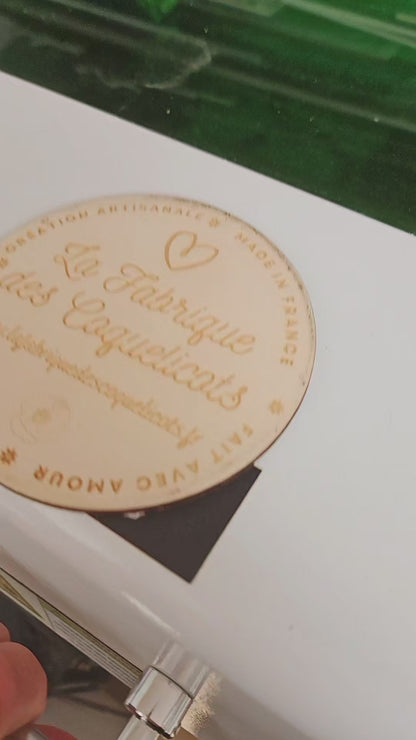 CRÉATION ARTISANALE
MADE IN FRANCE
La Fabrique
des Coquelicots
FAIT AVEC AMOUR